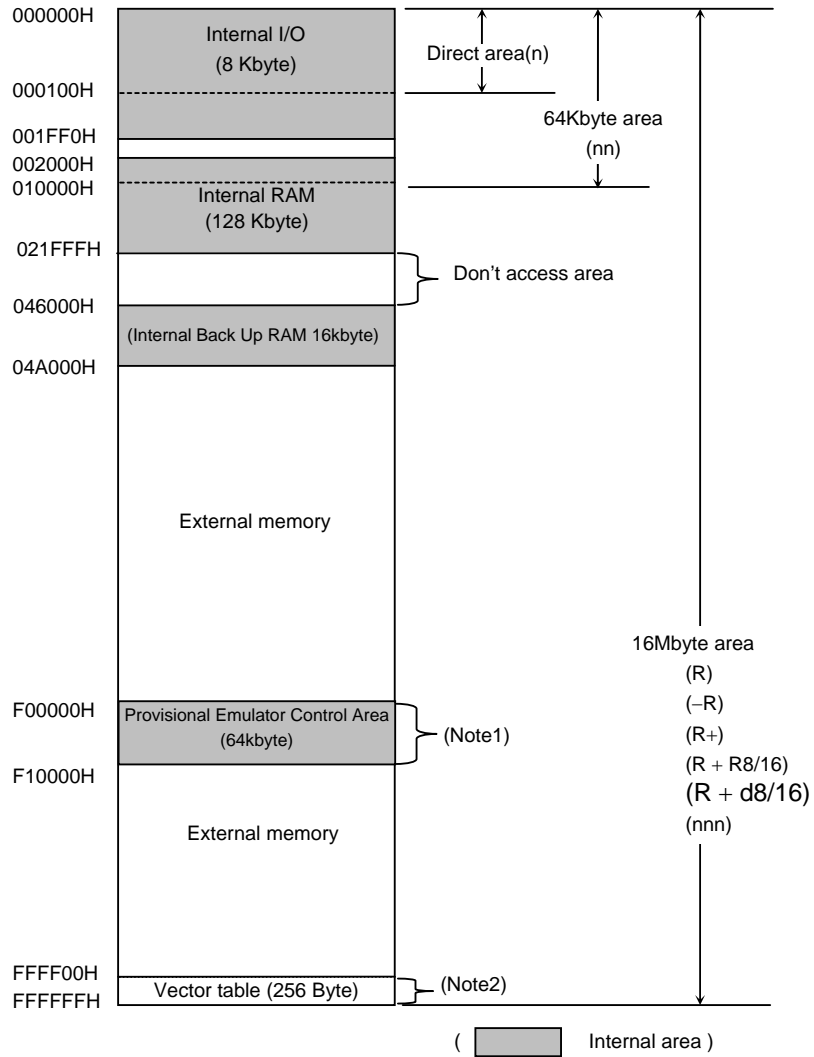 000000H
Internal I/O
(8 Kbyte)
Direct area(n)
000100H
64Kbyte area
(nn)
001FF0H
002000H
010000H
Internal RAM
(128 Kbyte)
021FFFH
Don't access area
046000H
(Internal Back Up RAM 16kbyte)
04A000H
External memory
16Mbyte area
(R)
(−R)
(R+)
(R + R8/16)
(R + d8/16)
(nnn)
F00000H
Provisional Emulator Control Area
(64kbyte)
(Note1)
F10000H
External memory
FFFF00H
Vector table (256 Byte)
(Note2)
FFFFFFH
( Internal area )